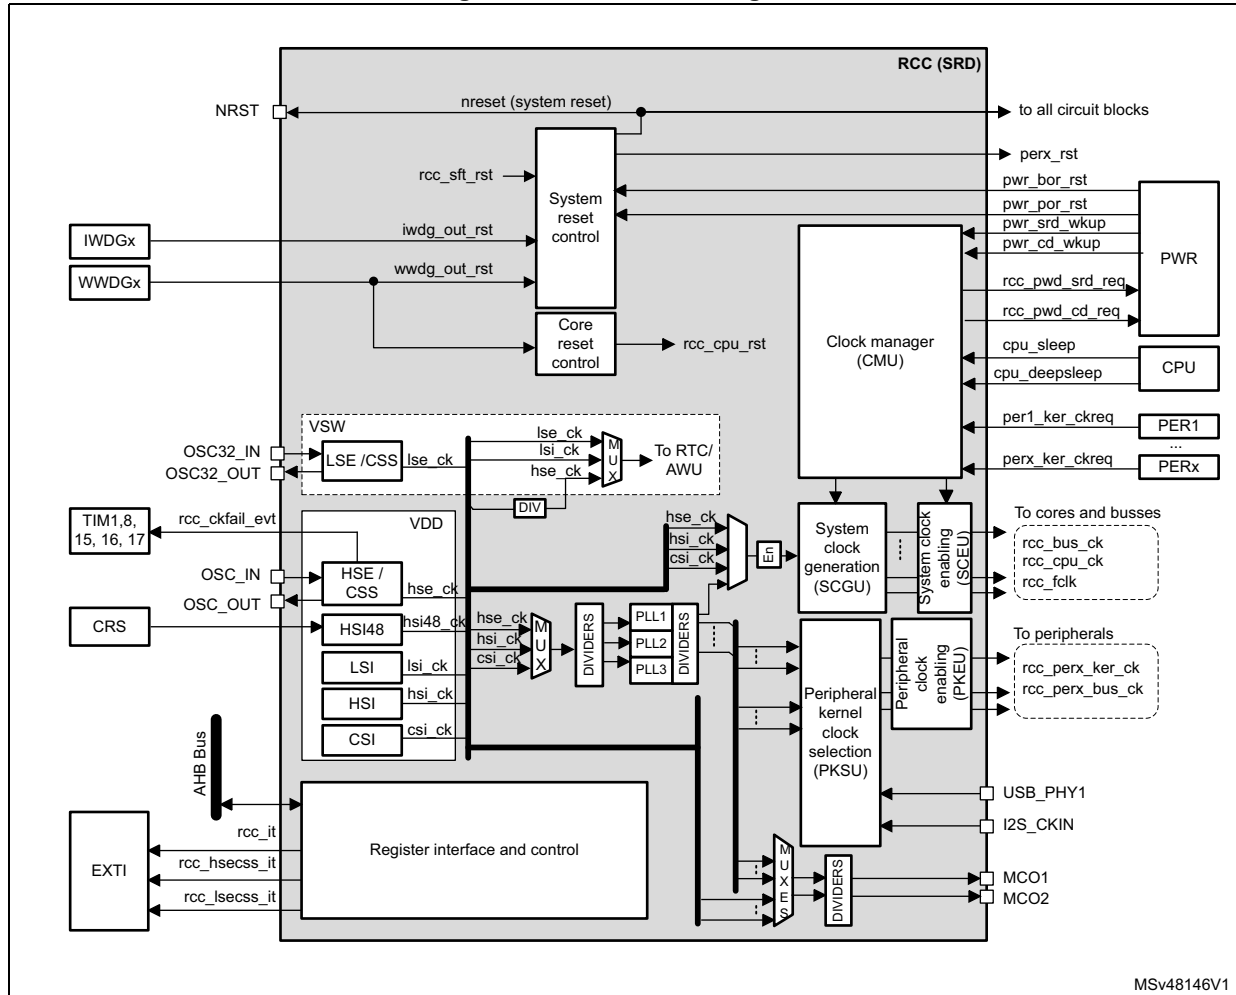 RCC (SRD)
NRST
nreset (system reset)
to all circuit blocks
perx_rst
rcc_sft_rst
System
reset
control
pwr_bor_rst
pwr_por_rst
pwr_srd_wkup
pwr_cd_wkup
PWR
IWDGx
iwdg_out_rst
WWDGx
wwdg_out_rst
rcc_pwd_srd_req
rcc_pwd_cd_req
Core
reset
control
rcc_cpu_rst
Clock manager
(CMU)
cpu_sleep
cpu_deepsleep
CPU
per1_ker_ckreq
PER1
...
perx_ker_ckreq
PERx
VSW
OSC32_IN
OSC32_OUT
LSE /CSS
lse_ck
lse_ck
lsi_ck
hse_ck
MUX
To RTC/
AWU
DIV
TIM1,8,
15, 16, 17
rcc_ckfail_evt
VDD
OSC_IN
OSC_OUT
HSE /
CSS
hse_ck
CRS
HSI48
hsi48_ck
LSI
lsi_ck
HSI
hsi_ck
CSI
csi_ck
hse_ck
hsi_ck
csi_ck
En
System
clock
generation
(SCGU)
System clock
enabling
(SCEU)
To cores and busses
rcc_bus_ck
rcc_cpu_ck
rcc_fclk
hse_ck
hsi_ck
csi_ck
MUX
DIVIDERS
PLL1
PLL2
PLL3
DIVIDERS
Peripheral
kernel
clock
selection
(PKSU)
Peripheral
clock
enabling
(PKEU)
To peripherals
rcc_perx_ker_ck
rcc_perx_bus_ck
AHB Bus
USB_PHY1
I2S_CKIN
EXTI
rcc_it
rcc_hsecss_it
rcc_lsecss_it
Register interface and control
MUXES
DIVIDERS
MCO1
MCO2
MSv48146V1